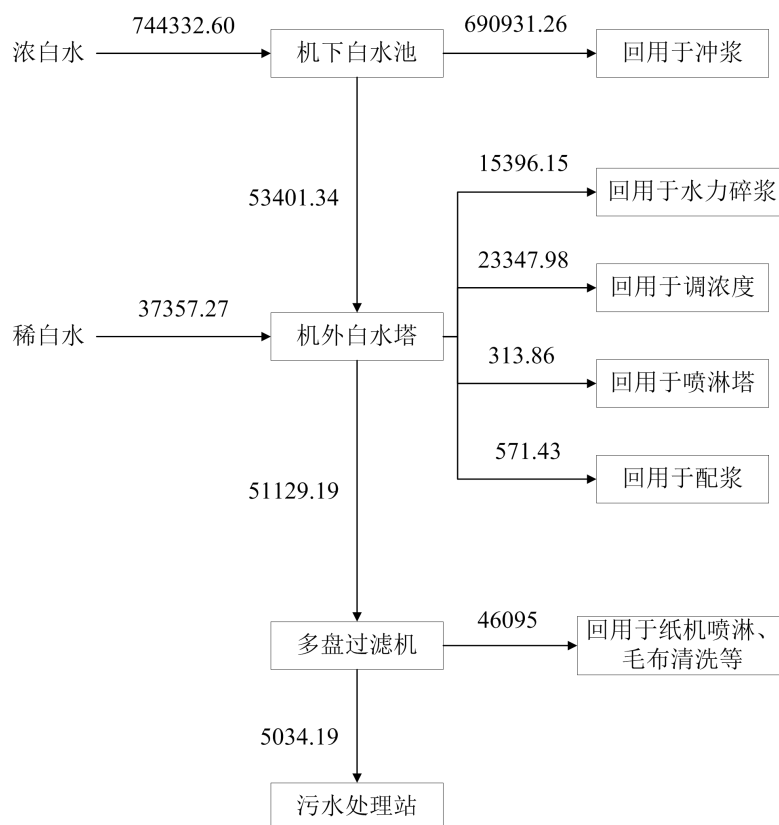 744332.60
690931.26
浓白水
机下白水池
回用于冲浆
53401.34
15396.15
回用于水力碎浆
23347.98
回用于调浓度
37357.27
稀白水
机外白水塔
313.86
回用于喷淋塔
571.43
回用于配浆
51129.19
46095
多盘过滤机
回用于纸机喷淋、
毛布清洗等
5034.19
污水处理站